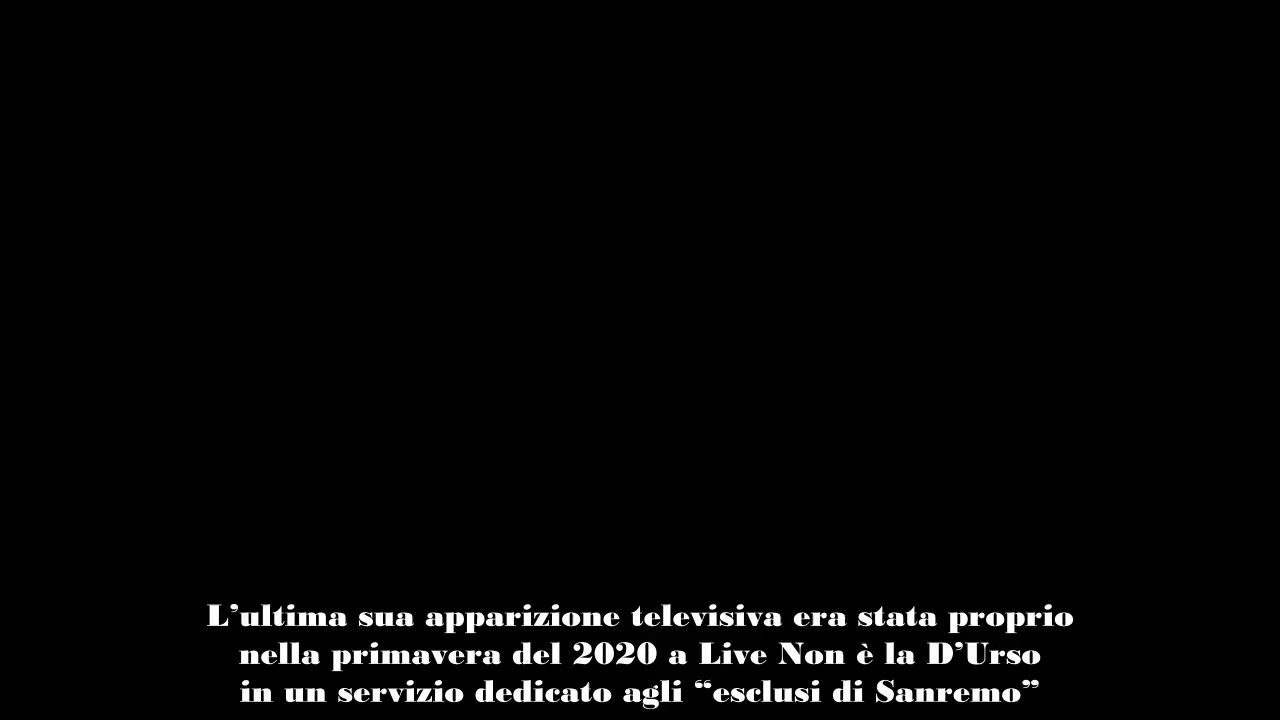 L’ultima sua apparizione televisiva era stata proprio
nella primavera del 2020 a Live Non è la D’Urso
in un servizio dedicato agli “esclusi di Sanremo”